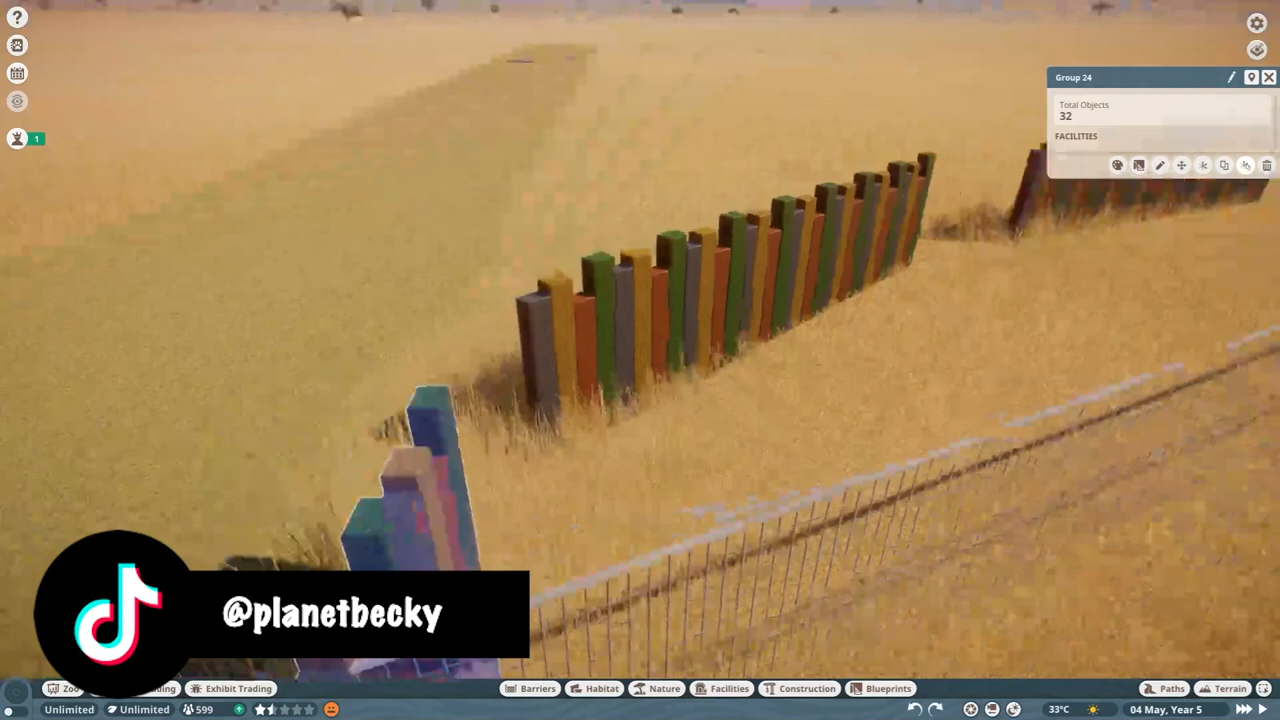 ?
Group 24
Total Objects
32
FACILITIES
1
@planetbecky
Zoo
Trading
Exhibit Trading
Barriers
Habitat
Nature
Facilities
Construction
Blueprints
Paths
Terrain
Unlimited
Unlimited
599
33°C
04 May, Year 5